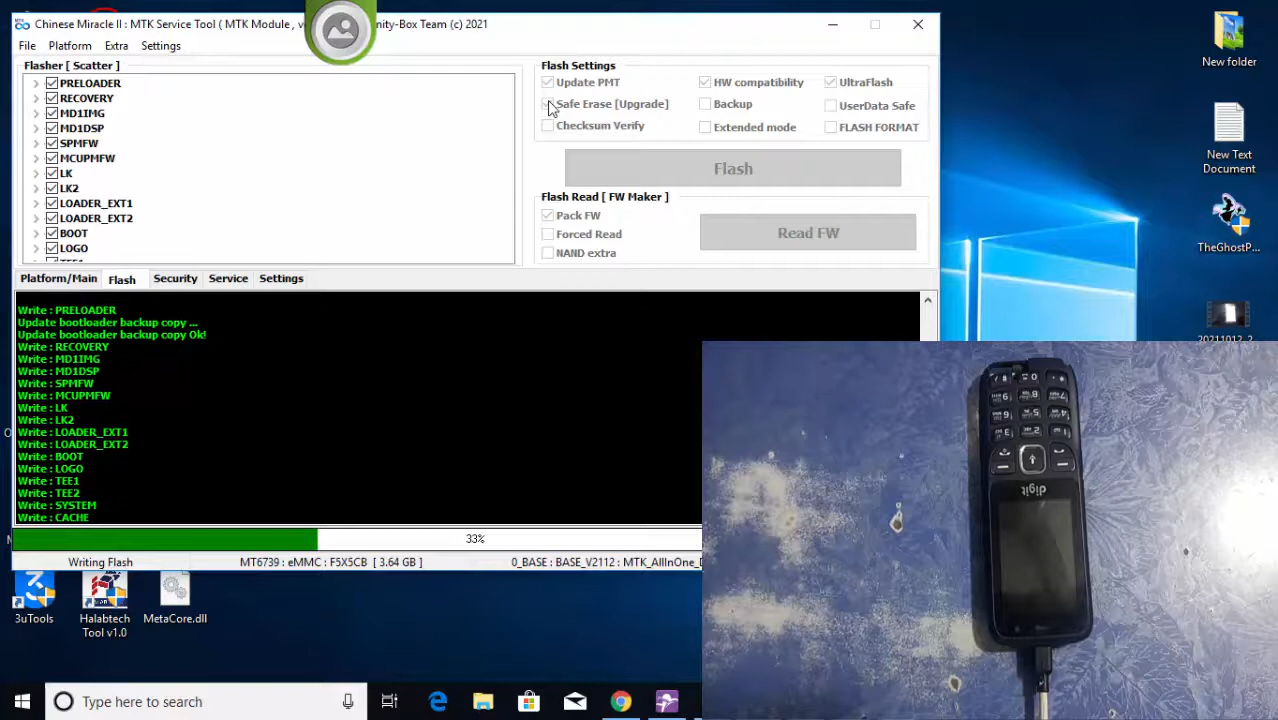 Chinese Miracle II : MTK Service Tool ( MTK Module , ve
nity-Box Team (c) 2021
File Platform Extra Settings
Flasher [ Scatter ]
PRELOADER
RECOVERY
MD1IMG
MD1DSP
SPMFW
MCUPMFW
LK
LK2
LOADER_EXT1
LOADER_EXT2
BOOT
LOGO
Flash Settings
Update PMT HW compatibility UltraFlash
Safe Erase [Upgrade] Backup UserData Safe
Checksum Verify Extended mode FLASH FORMAT
Flash
Flash Read [ FW Maker ]
Pack FW
Forced Read
NAND extra
Read FW
Platform/Main Flash Security Service Settings
Write : PRELOADER
Update bootloader backup copy ...
Update bootloader backup copy Ok!
Write : RECOVERY
Write : MD1IMG
Write : MD1DSP
Write : SPMFW
Write : MCUPMFW
Write : LK
Write : LK2
Write : LOADER_EXT1
Write : LOADER_EXT2
Write : BOOT
Write : LOGO
Write : TEE1
Write : TEE2
Write : SYSTEM
Write : CACHE
33%
Writing Flash MT6739 : eMMC : F5X5CB [ 3.64 GB ] 0_BASE : BASE_V2112 : MTK_AllInOne_D
New folder
New Text
Document
TheGhostP...
20211012_2...
3uTools
Halabtech
Tool v1.0
MetaCore.dll
Type here to search
digit